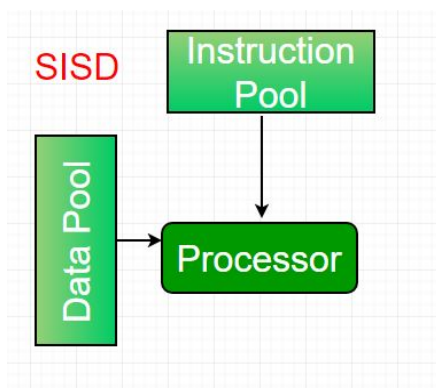 SISD
Instruction
Pool
Data Pool
Processor